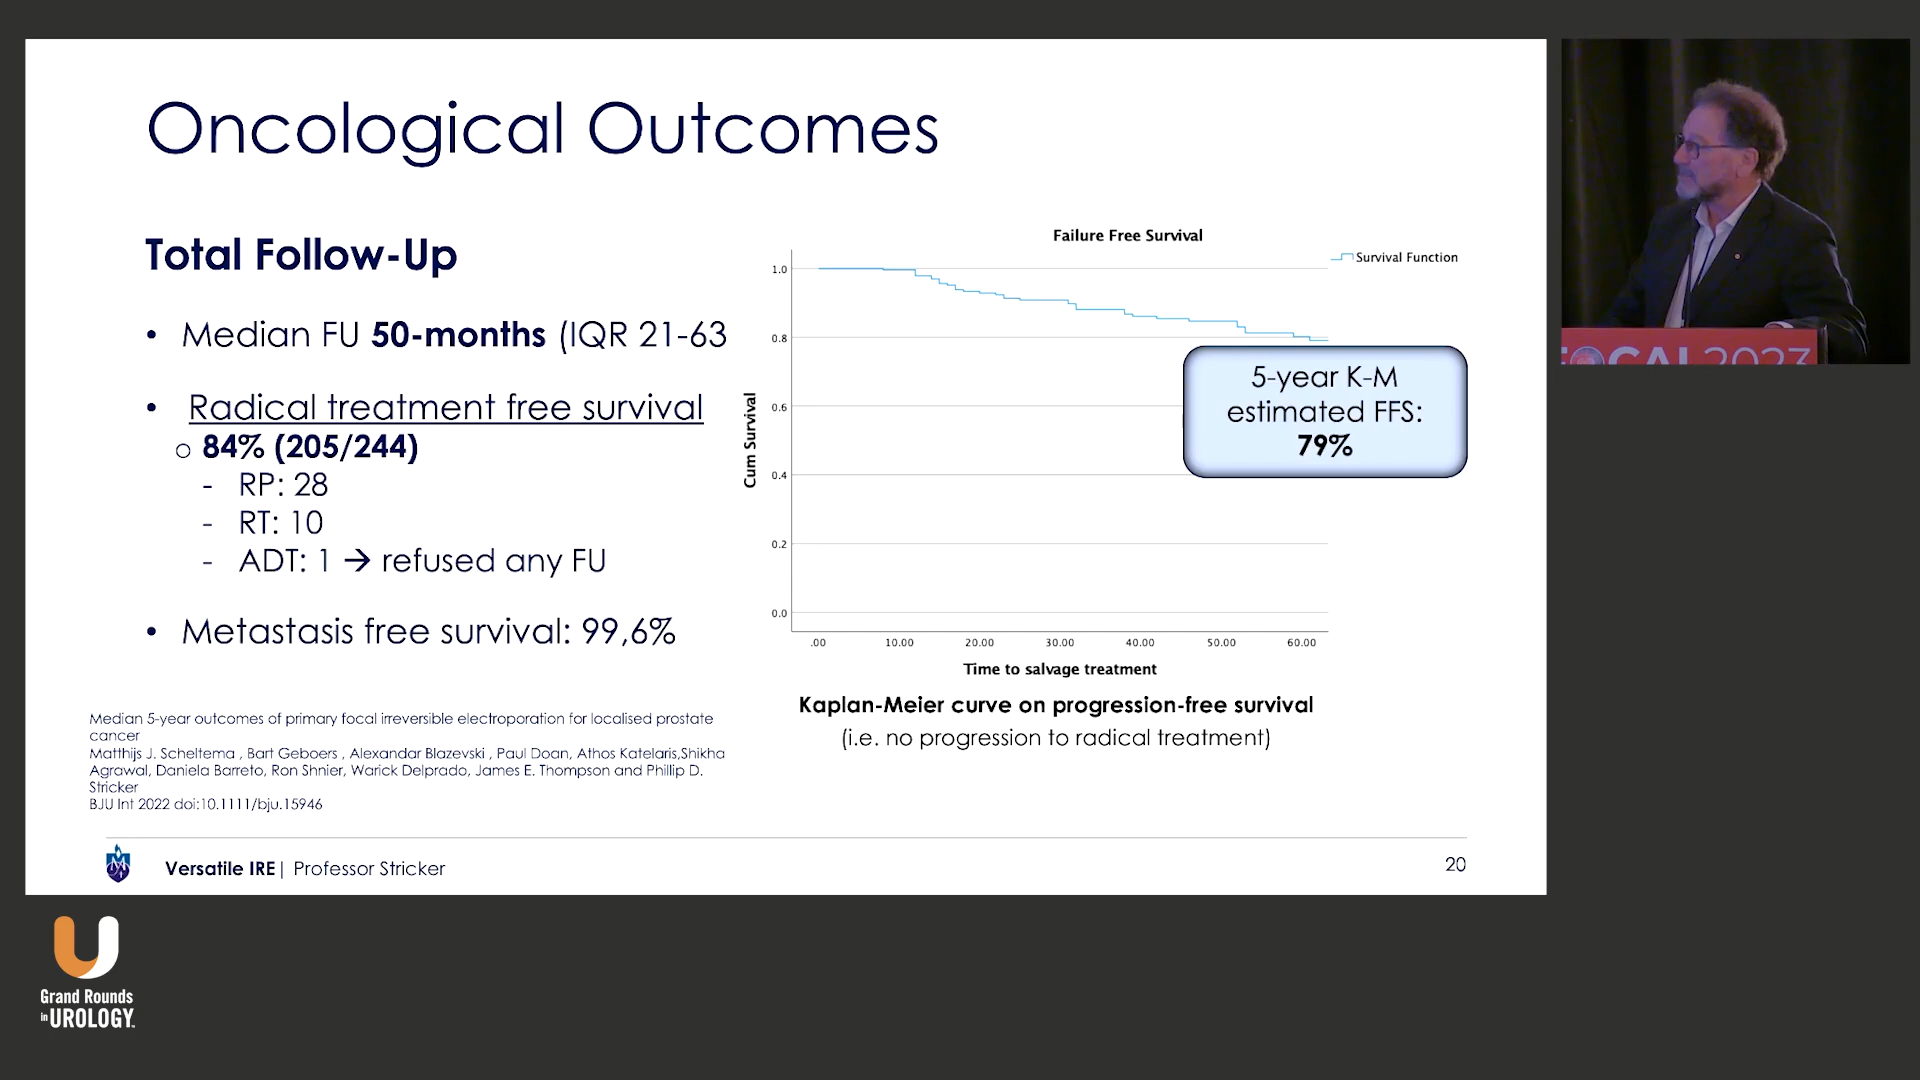 Oncological Outcomes
Total Follow-Up
• Median FU 50-months (IQR 21-63
• Radical treatment free survival
o 84% (205/244)
- RP: 28
- RT: 10
- ADT: 1 → refused any FU
• Metastasis free survival: 99,6%
Median 5-year outcomes of primary focal irreversible electroporation for localised prostate
cancer
Matthijs J. Scheltema , Bart Geboers , Alexandar Blazevski , Paul Doan, Athos Katelaris,Shikha
Agrawal, Daniela Barreto, Ron Shnier, Warick Delprado, James E. Thompson and Phillip D.
Stricker
BJU Int 2022 doi:10.1111/bju.15946
Failure Free Survival
Survival Function
Cum Survival
1.0
0.8
0.6
0.4
0.2
0.0
.00 10.00 20.00 30.00 40.00 50.00 60.00
Time to salvage treatment
5-year K-M
estimated FFS:
79%
Kaplan-Meier curve on progression-free survival
(i.e. no progression to radical treatment)
Versatile IRE| Professor Stricker
20
FOCAL 2023
Grand Rounds
in UROLOGY